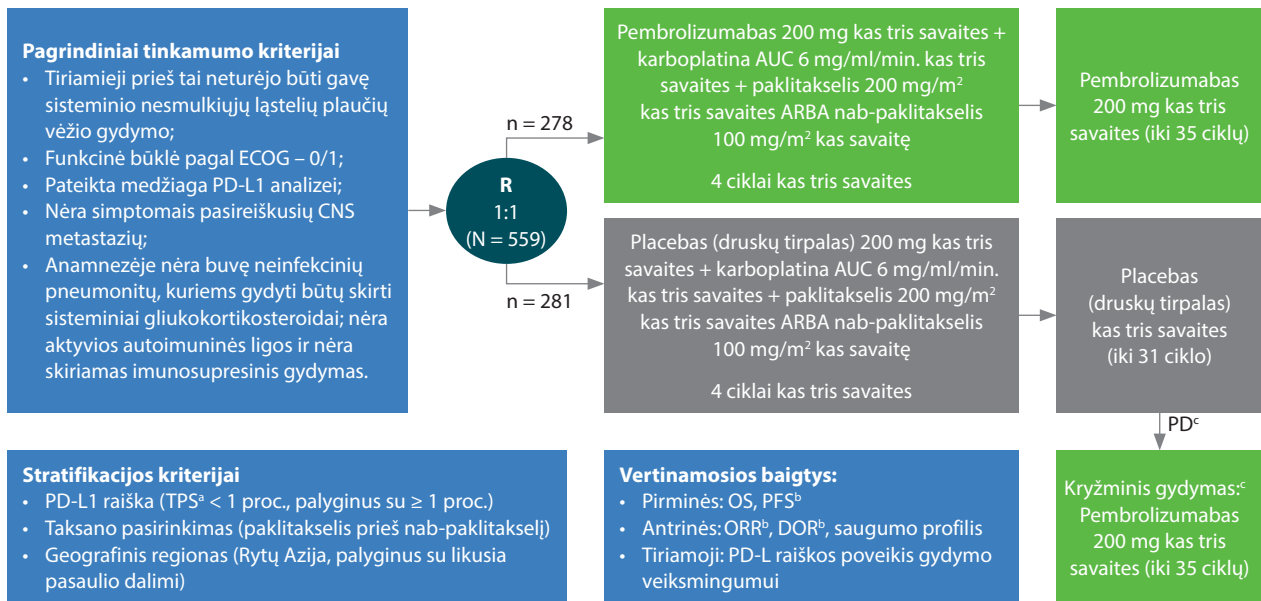 Pagrindiniai tinkamumo kriterijai
• Tiriamieji prieš tai neturėjo būti gavę
sisteminio nesmulkiųjų ląstelių plaučių
vėžio gydymo;
• Funkcinė būklė pagal ECOG – 0/1;
• Pateikta medžiaga PD-L1 analizei;
• Nėra simptomais pasireiškusių CNS
metastazių;
• Anamnezėje nėra buvę neinfekcinių
pneumonitų, kuriems gydyti būtų skirti
sisteminiai gliukokortikosteroidai; nėra
aktyvios autoimuninės ligos ir nėra
skiriamas imunosupresinis gydymas.
R
1:1
(N = 559)
n = 278
Pembrolizumabas 200 mg kas tris savaites +
karboplatina AUC 6 mg/ml/min. kas tris
savaites + paklitakselis 200 mg/m²
kas tris savaites ARBA nab-paklitakselis
100 mg/m² kas savaitę
4 ciklai kas tris savaites
Pembrolizumabas
200 mg kas tris
savaites (iki 35 ciklų)
n = 281
Placebas (druskų tirpalas) 200 mg kas tris
savaites + karboplatina AUC 6 mg/ml/min.
kas tris savaites + paklitakselis 200 mg/m²
kas tris savaites ARBA nab-paklitakselis
100 mg/m² kas savaitę
4 ciklai kas tris savaites
Placebas
(druskų tirpalas)
kas tris savaites
(iki 31 ciklo)
PDᶜ
Kryžminis gydymas:ᶜ
Pembrolizumabas
200 mg kas tris
savaites (iki 35 ciklų)
Stratifikacijos kriterijai
• PD-L1 raiška (TPSᵃ < 1 proc., palyginus su ≥ 1 proc.)
• Taksano pasirinkimas (paklitakselis prieš nab-paklitakselį)
• Geografinis regionas (Rytų Azija, palyginus su likusia
pasaulio dalimi)
Vertinamosios baigtys:
• Pirminės: OS, PFSᵇ
• Antrinės: ORRᵇ, DORᵇ, saugumo profilis
• Tiriamoji: PD-L raiškos poveikis gydymo
veiksmingumui